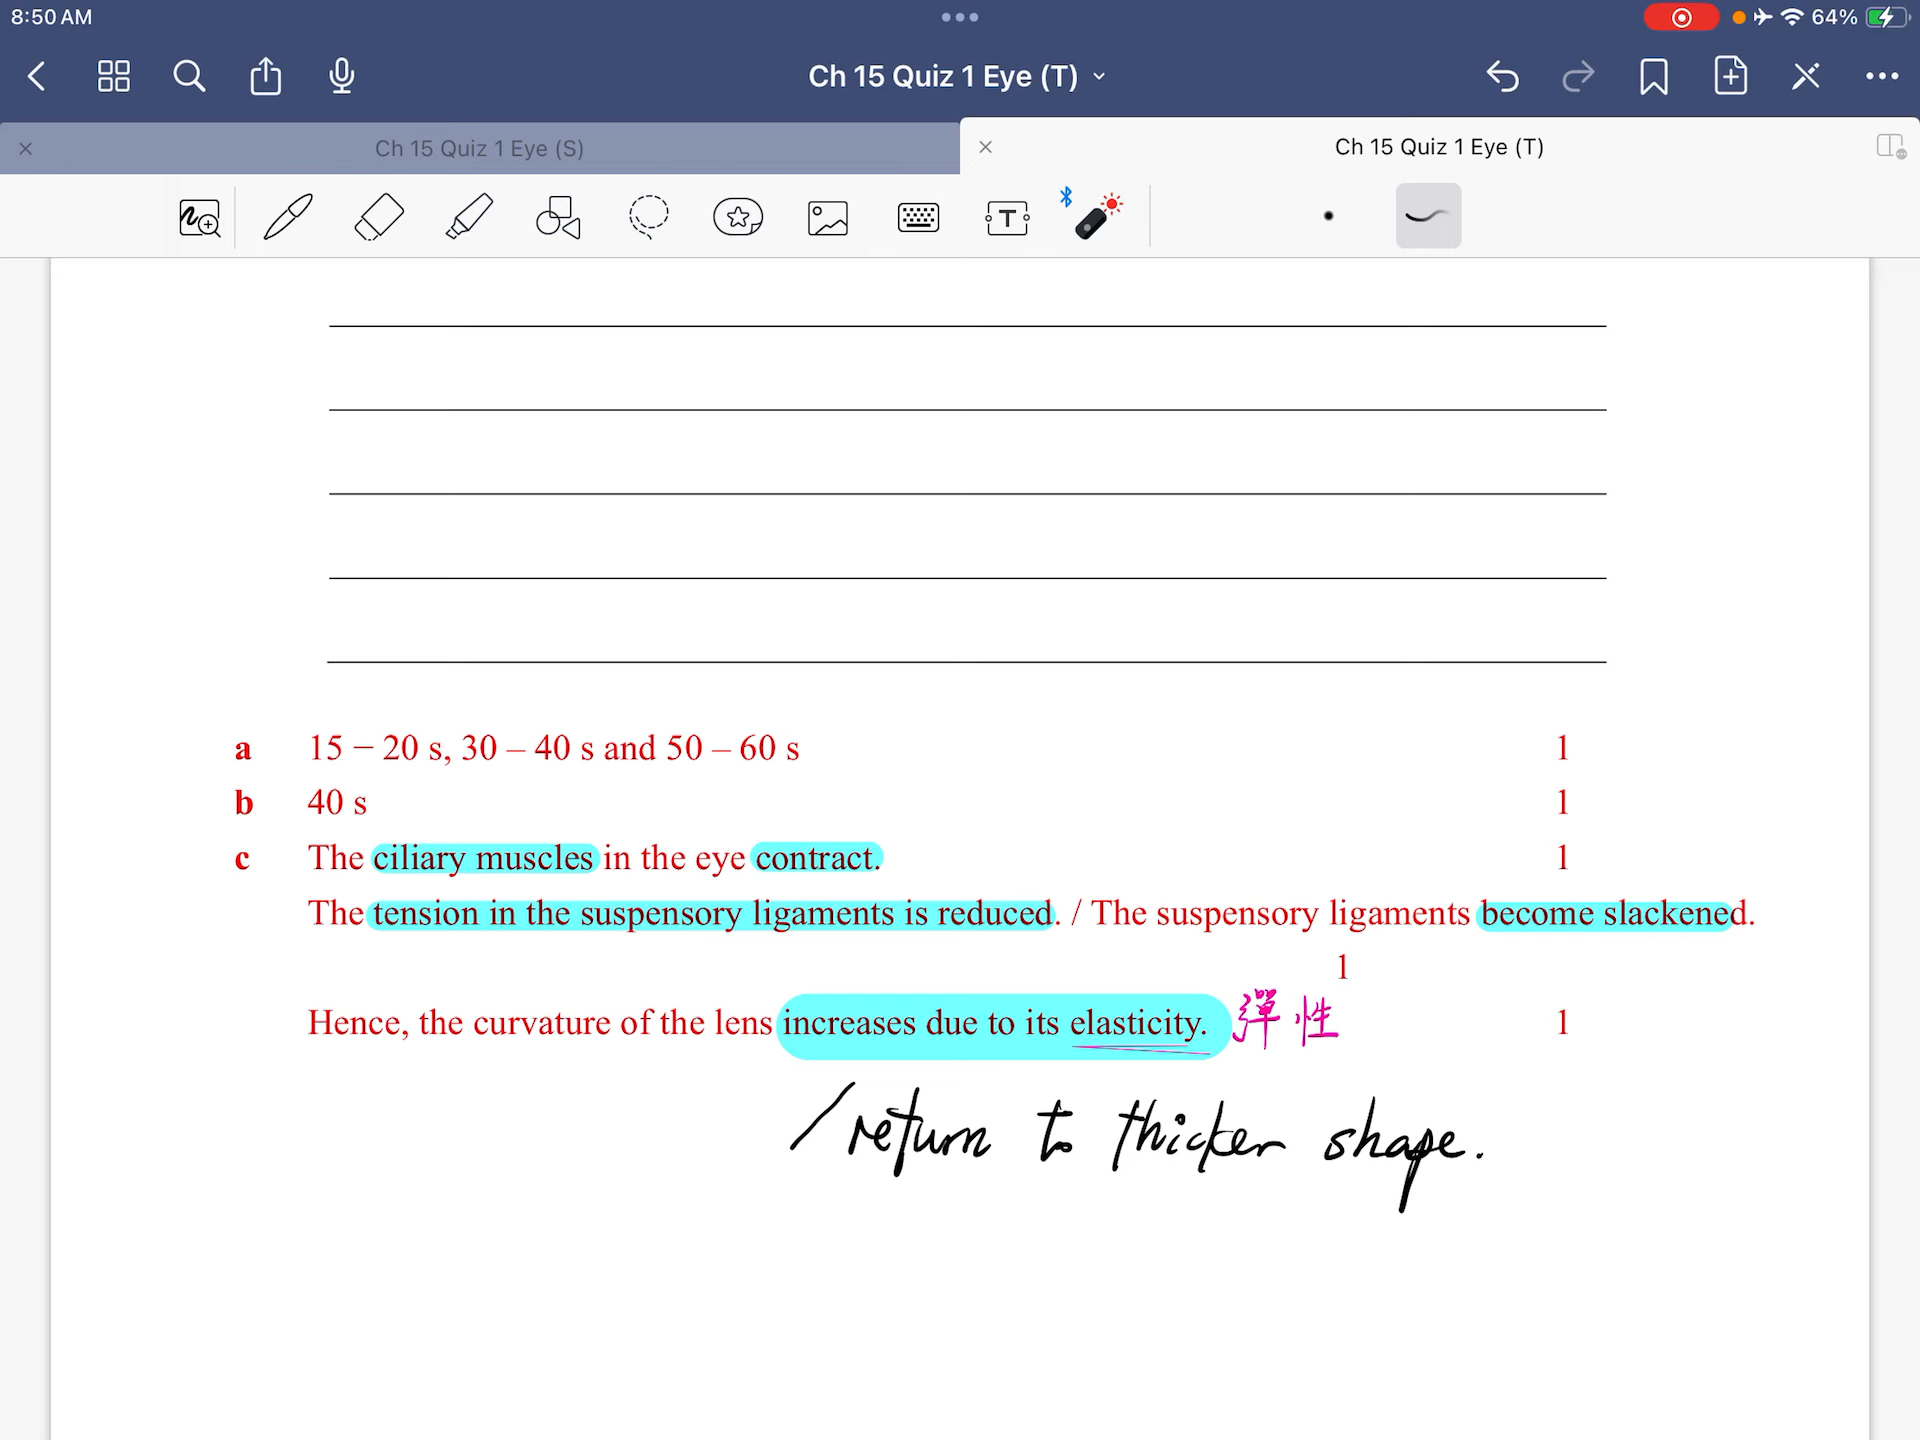 8:50 AM
64%
Ch 15 Quiz 1 Eye (T)
Ch 15 Quiz 1 Eye (S)
Ch 15 Quiz 1 Eye (T)
T
a 15 − 20 s, 30 – 40 s and 50 – 60 s 1
b 40 s 1
c The ciliary muscles in the eye contract. 1
The tension in the suspensory ligaments is reduced. / The suspensory ligaments become slackened.
1
Hence, the curvature of the lens increases due to its elasticity. 彈性 1
/ return to thicker shape.